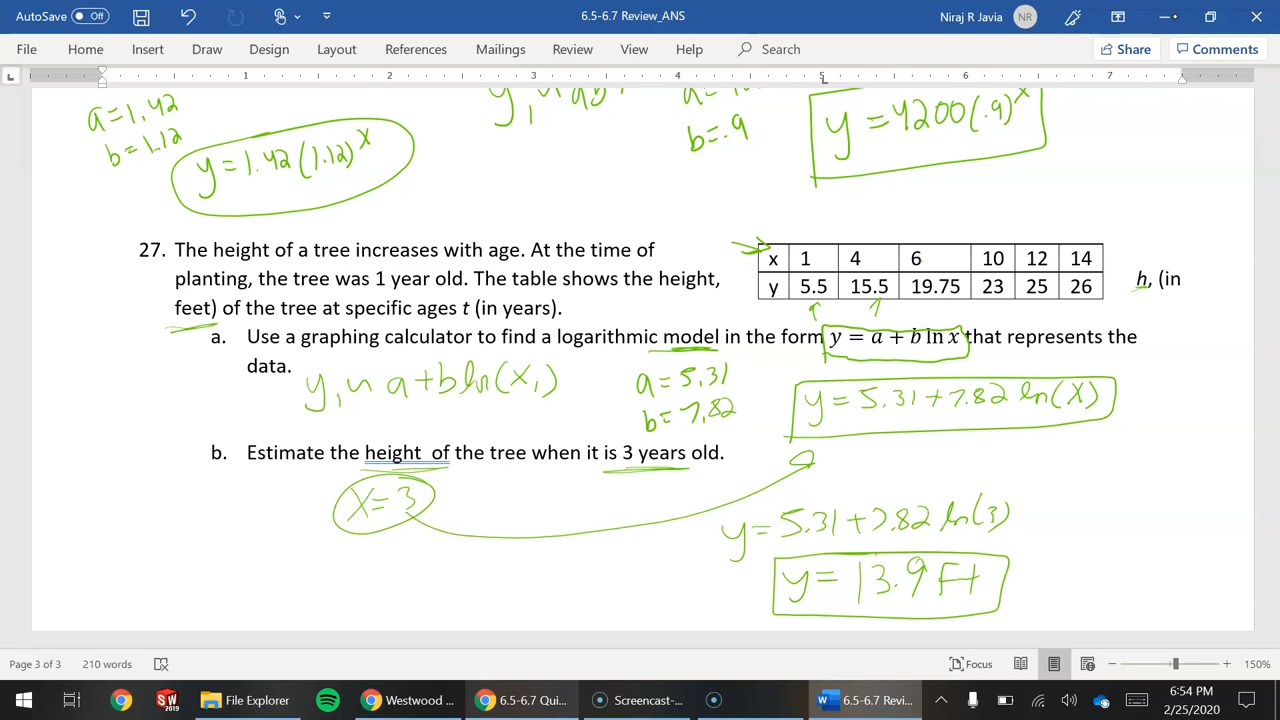 AutoSave Off 6.5-6.7 Review_ANS Niraj R Javia NR
File Home Insert Draw Design Layout References Mailings Review View Help Search Share Comments
L 1 2 3 4 5 6 7
a=1.42
b=1.12
y=1.42(1.12)^x
b=.9
y=4200(.9)^x
27. The height of a tree increases with age. At the time of
planting, the tree was 1 year old. The table shows the height, h, (in
feet) of the tree at specific ages t (in years).
x 1 4 6 10 12 14
y 5.5 15.5 19.75 23 25 26
a. Use a graphing calculator to find a logarithmic model in the form y = a + b ln x that represents the
data.
y₁ ~ a+bln(x₁)
a=5.31
b=7.82
y=5.31+7.82 ln(x)
b. Estimate the height of the tree when it is 3 years old.
x=3
y=5.31+7.82 ln(3)
y=13.9 Ft
Page 3 of 3 210 words Focus 150%
File Explorer Westwood ... 6.5-6.7 Qui... Screencast-... 6.5-6.7 Revi... 6:54 PM
2/25/2020